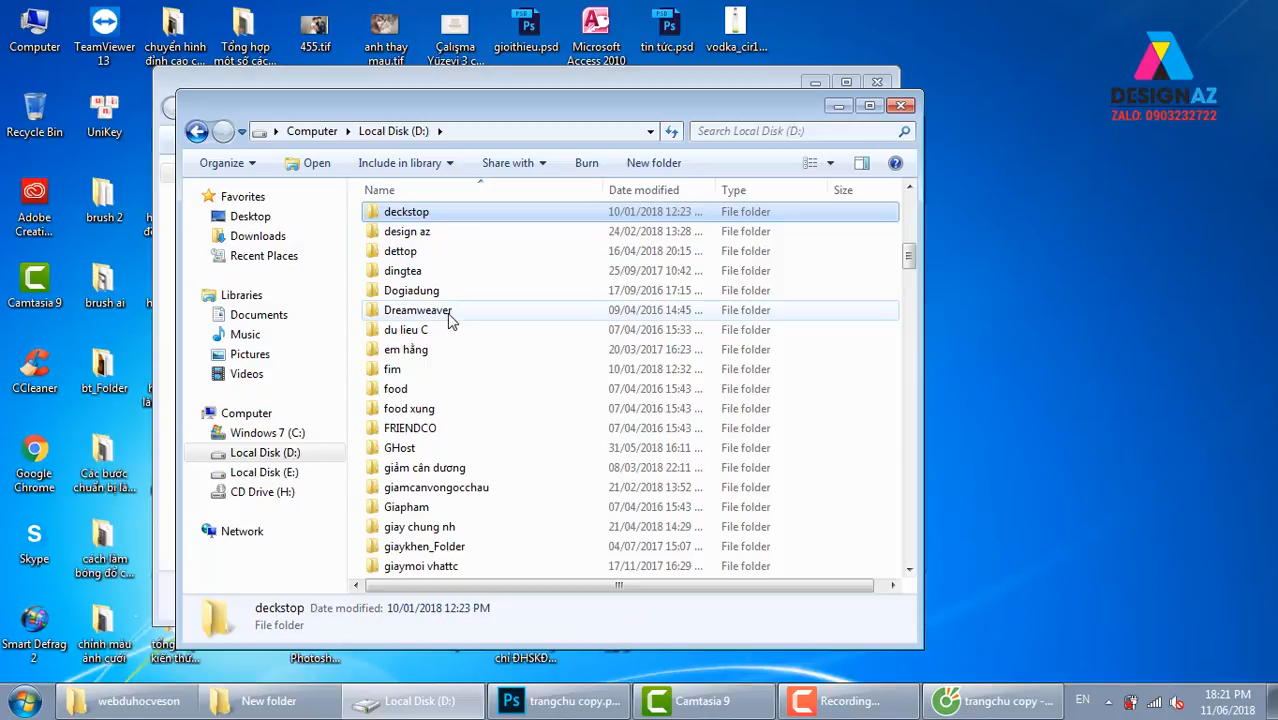 Computer
TeamViewer
13
chuyển hình
đỉnh cao c...
Tổng hợp
một số các...
455.tif
anh thay
mau.tif
Çalışma
Yüzevi 3 c...
gioithieu.psd
Microsoft
Access 2010
tin tức.psd
vodka_cir1...
DESIGNAZ
ZALO: 0903232722
Recycle Bin
UniKey
Adobe
Creati...
brush 2
Camtasia 9
brush ai
CCleaner
bt_Folder
Google
Chrome
Các bước
chuẩn bị là...
Skype
cách làm
bóng đổ c...
Smart Defrag
2
chỉnh màu
ảnh cưới
kiến thứ...
Photosh...
chỉ ĐHSKĐ...
Computer
Local Disk (D:)
Search Local Disk (D:)
Organize
Open
Include in library
Share with
Burn
New folder
Favorites
Desktop
Downloads
Recent Places
Libraries
Documents
Music
Pictures
Videos
Computer
Windows 7 (C:)
Local Disk (D:)
Local Disk (E:)
CD Drive (H:)
Network
Name Date modified Type Size
deckstop 10/01/2018 12:23 ... File folder
design az 24/02/2018 13:28 ... File folder
dettop 16/04/2018 20:15 ... File folder
dingtea 25/09/2017 10:42 ... File folder
Dogiadung 17/09/2016 17:15 ... File folder
Dreamweaver 09/04/2016 14:45 ... File folder
du lieu C 07/04/2016 15:33 ... File folder
em hằng 20/03/2017 16:23 ... File folder
fim 10/01/2018 12:32 ... File folder
food 07/04/2016 15:43 ... File folder
food xung 07/04/2016 15:43 ... File folder
FRIENDCO 07/04/2016 15:43 ... File folder
GHost 31/05/2018 16:11 ... File folder
giảm cân dương 08/03/2018 22:11 ... File folder
giamcanvongocchau 21/02/2018 13:52 ... File folder
Giapham 07/04/2016 15:43 ... File folder
giay chung nh 21/04/2018 14:29 ... File folder
giaykhen_Folder 04/07/2017 15:07 ... File folder
giaymoi vhattc 17/11/2017 16:29 ... File folder
deckstop Date modified: 10/01/2018 12:23 PM
File folder
webduhocveson
New folder
Local Disk (D:)
trangchu copy.p...
Camtasia 9
Recording...
trangchu copy -...
EN
18:21 PM
11/06/2018